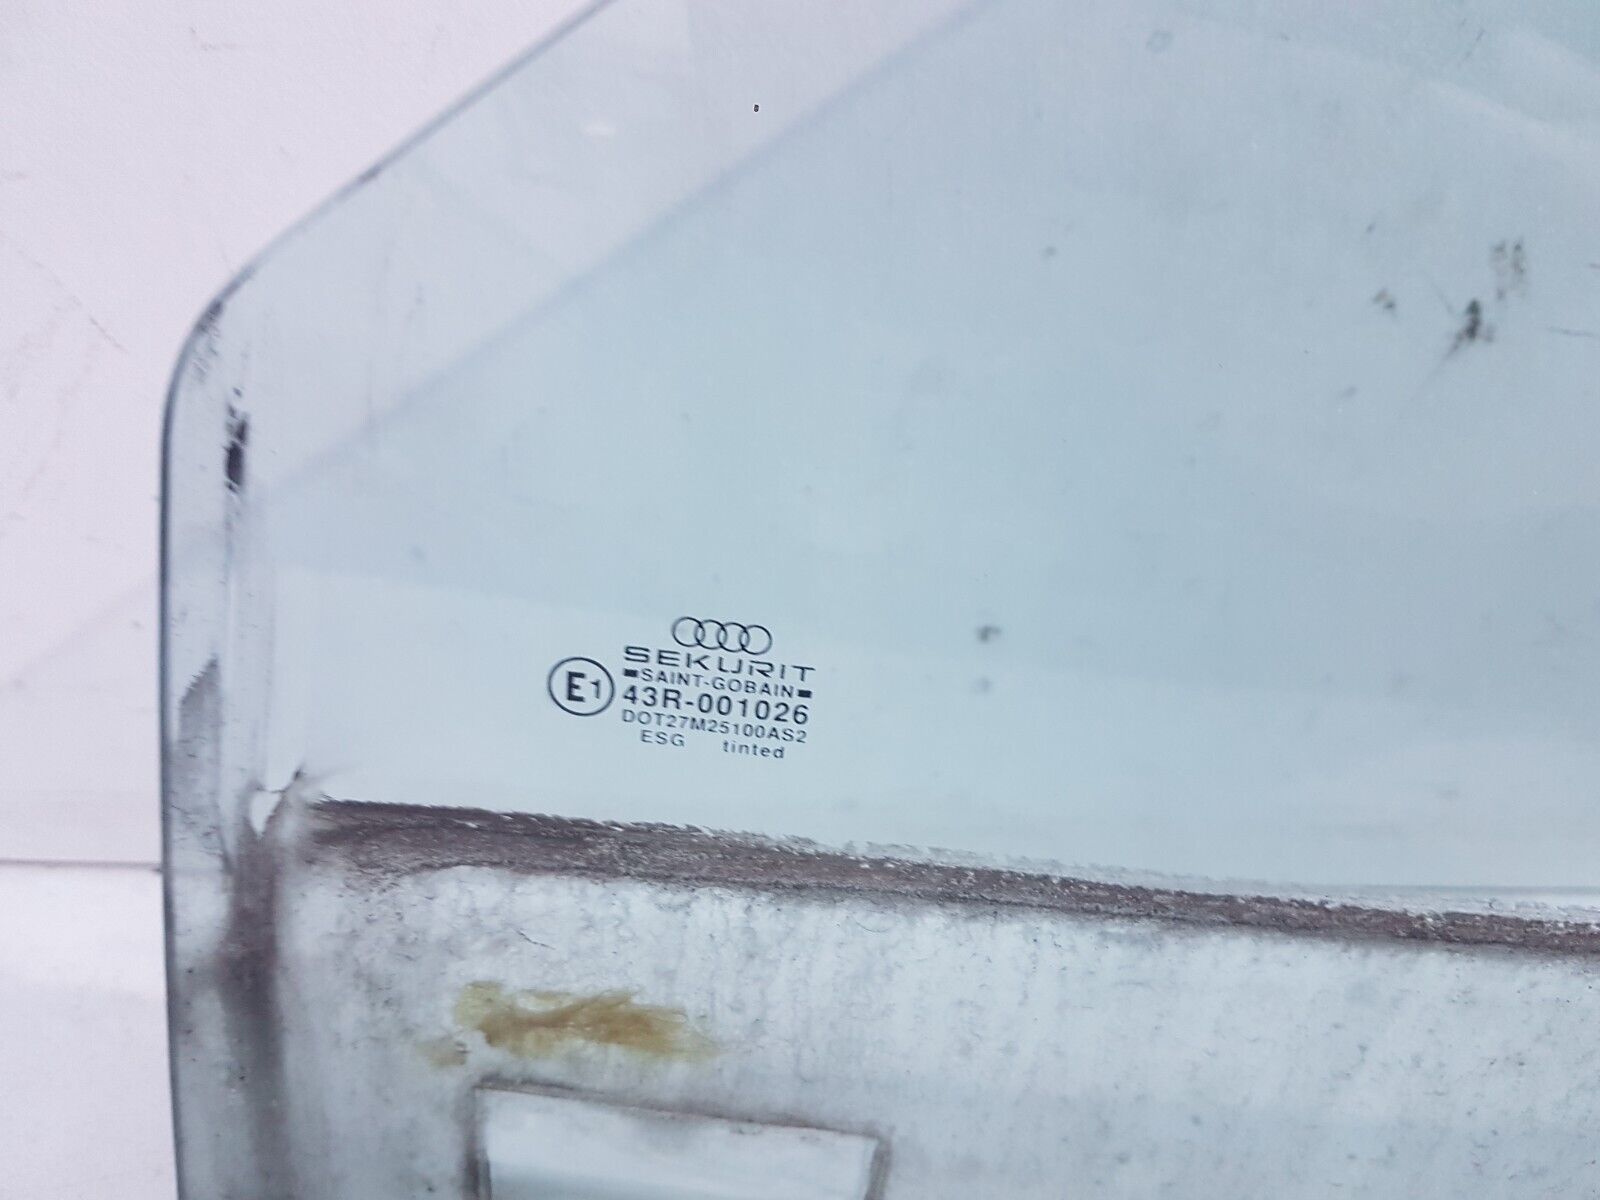 SEKURIT
SAINT-GOBAIN
E1
43R-001026
DOT27M25100AS2
ESG tinted